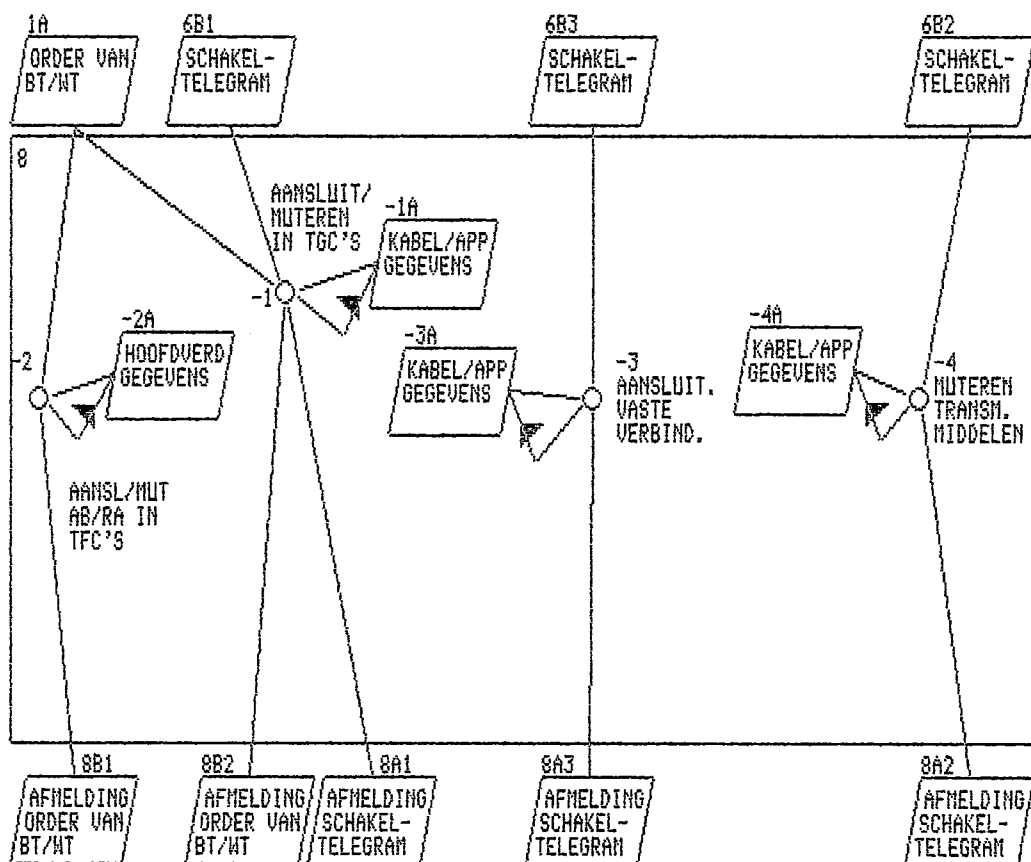 1A
ORDER VAN
BT/WT
6B1
SCHAKEL-
TELEGRAM
6B3
SCHAKEL-
TELEGRAM
6B2
SCHAKEL-
TELEGRAM
8
AANSLUIT/
MUTEREN
IN TGC'S
-1A
KABEL/APP
GEGEVENS
-1
-2A
HOOFDVERD
GEGEVENS
-2
-3A
KABEL/APP
GEGEVENS
-3
AANSLUIT.
VASTE
VERBIND.
-4A
KABEL/APP
GEGEVENS
-4
MUTEREN
TRANSM.
MIDDELEN
AANSL/MUT
AB/RA IN
TFC'S
8B1
AFMELDING
ORDER VAN
BT/WT
8B2
AFMELDING
ORDER VAN
BT/WT
8A1
AFMELDING
SCHAKEL-
TELEGRAM
8A3
AFMELDING
SCHAKEL-
TELEGRAM
8A2
AFMELDING
SCHAKEL-
TELEGRAM